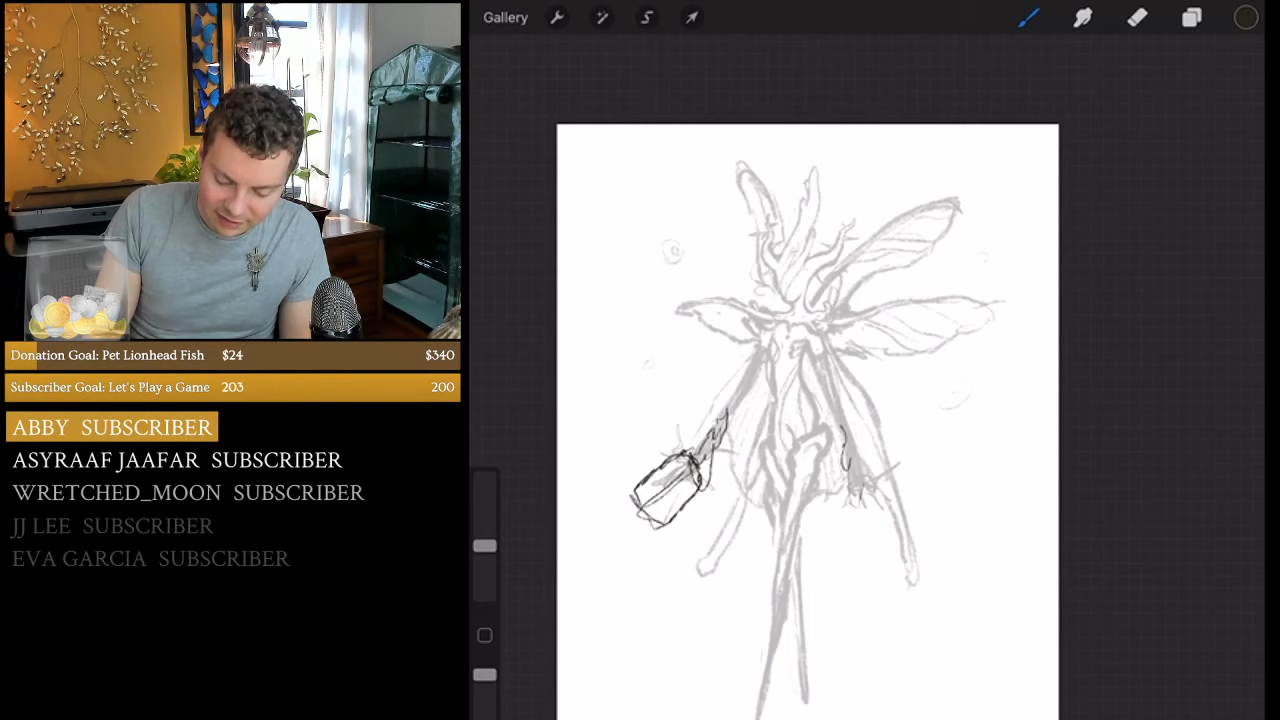 Gallery
Donation Goal: Pet Lionhead Fish $24 $340
Subscriber Goal: Let's Play a Game 203 200
ABBY SUBSCRIBER
ASYRAAF JAAFAR SUBSCRIBER
WRETCHED_MOON SUBSCRIBER
JJ LEE SUBSCRIBER
EVA GARCIA SUBSCRIBER